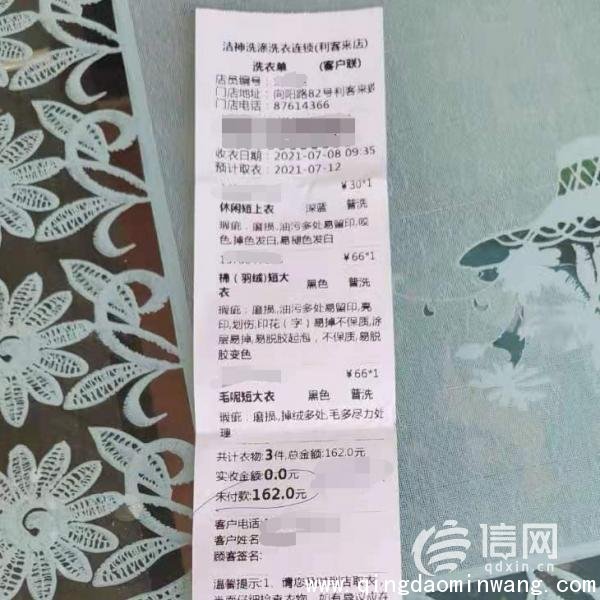 洁神洗涤洗衣连锁(利客来店)
洗衣单 (客户联)
店员编号:
门店地址: 向阳路82号利客来
门店电话: 87614366
收衣日期: 2021-07-08 09:35
预计取衣: 2021-07-12
¥30*1
休闲短上衣 深蓝 普洗
瑕疵: 磨损,油污多处易留印,咬
色,掉色发白,易褪色发白
¥66*1
棉(羽绒)短大 黑色 普洗
衣
瑕疵: 磨损,油污多处易留印,亮
印,划伤,印花(字)易掉不保质,涂
层易掉,易脱胶起泡,不保质,易脱
胶变色
¥66*1
毛呢短大衣 黑色 普洗
瑕疵: 磨损,掉绒多处,毛多尽力处
理
共计衣物:3件,总金额:162.0元
实收金额:0.0元
未付款:162.0元
客户电话:
客户姓名:
顾客签名:
温馨提示:1、请您及时到店取衣
信网
qdxin.cn
www.qingdaominwang.com